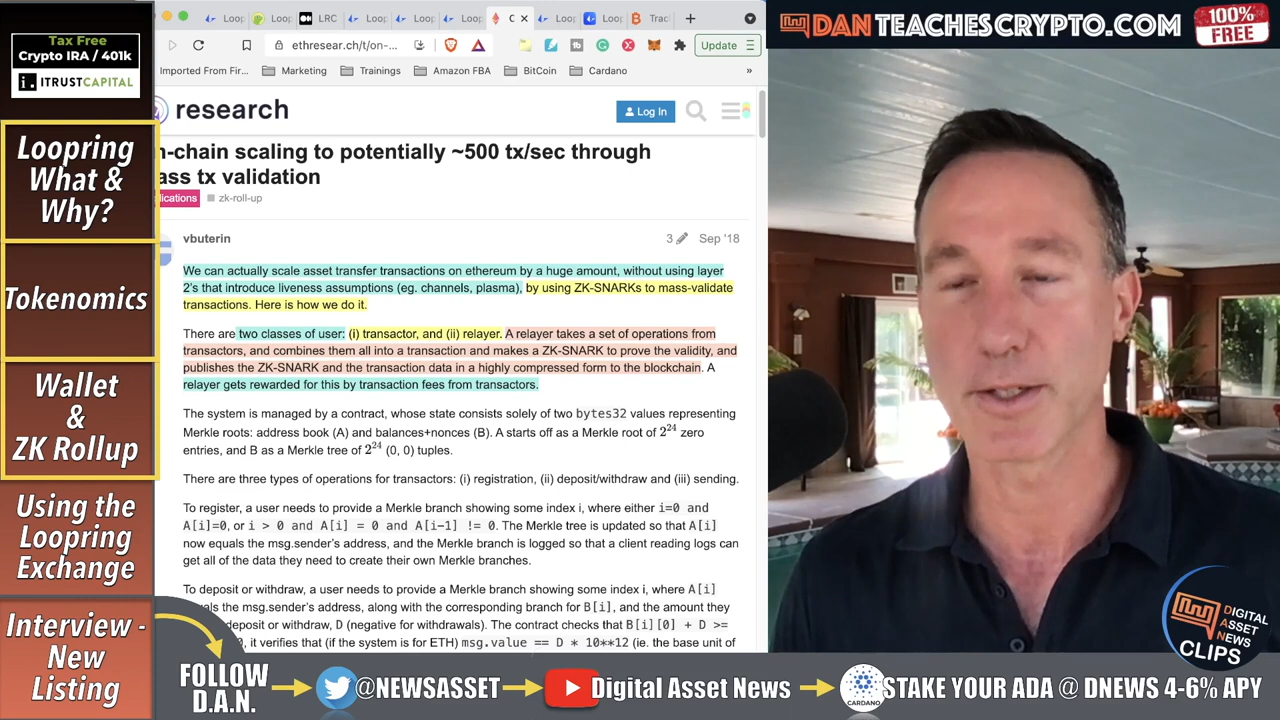 Tax Free
Crypto IRA / 401k
ITRUSTCAPITAL
Loopring
What &
Why?
Tokenomics
Wallet
&
ZK Rollup
Using the
Loopring
Exchange
Interview -
New
Listing
Loop
Loop
LRC
Loop
Loop
Loop
C
Loop
Loop
Trac
ethresear.ch/t/on-...
Update
Imported From Fir...
Marketing
Trainings
Amazon FBA
BitCoin
Cardano
»
research
Log In
n-chain scaling to potentially ~500 tx/sec through
ass tx validation
lications
zk-roll-up
vbuterin
3
Sep '18
We can actually scale asset transfer transactions on ethereum by a huge amount, without using layer
2's that introduce liveness assumptions (eg. channels, plasma), by using ZK-SNARKs to mass-validate
transactions. Here is how we do it.
There are two classes of user: (i) transactor, and (ii) relayer. A relayer takes a set of operations from
transactors, and combines them all into a transaction and makes a ZK-SNARK to prove the validity, and
publishes the ZK-SNARK and the transaction data in a highly compressed form to the blockchain. A
relayer gets rewarded for this by transaction fees from transactors.
The system is managed by a contract, whose state consists solely of two bytes32 values representing
Merkle roots: address book (A) and balances+nonces (B). A starts off as a Merkle root of 2^24 zero
entries, and B as a Merkle tree of 2^24 (0, 0) tuples.
There are three types of operations for transactors: (i) registration, (ii) deposit/withdraw and (iii) sending.
To register, a user needs to provide a Merkle branch showing some index i, where either i=0 and
A[i]=0, or i > 0 and A[i] = 0 and A[i-1] != 0. The Merkle tree is updated so that A[i]
now equals the msg.sender's address, and the Merkle branch is logged so that a client reading logs can
get all of the data they need to create their own Merkle branches.
To deposit or withdraw, a user needs to provide a Merkle branch showing some index i, where A[i]
uals the msg.sender's address, along with the corresponding branch for B[i], and the amount they
deposit or withdraw, D (negative for withdrawals). The contract checks that B[i][0] + D >=
, it verifies that (if the system is for ETH) msg.value == D * 10**12 (ie. the base unit of
DANTEACHESCRYPTO.COM
100%
FREE
DIGITAL
ASSET
NEWS
CLIPS
FOLLOW
D.A.N.
@NEWSASSET
Digital Asset News
CARDANO
STAKE YOUR ADA @ DNEWS 4-6% APY